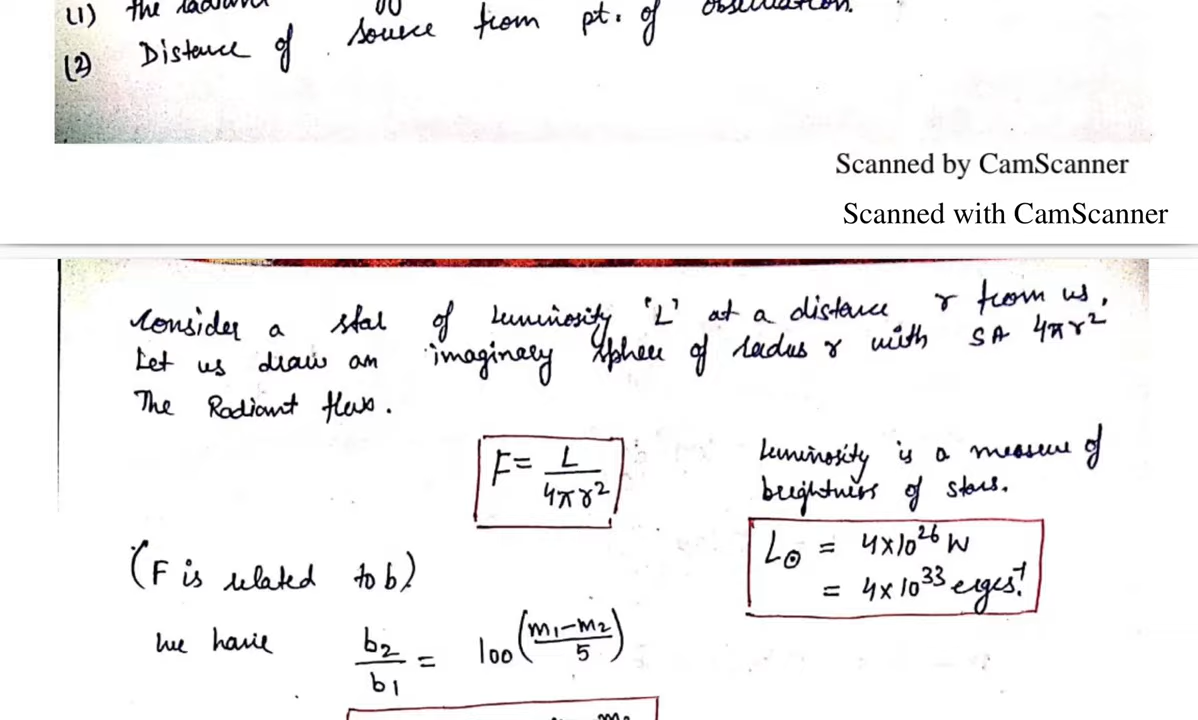 (1) the
(2) Distance of source from pt. of observation.
Scanned by CamScanner
Scanned with CamScanner
Consider a star of luminosity 'L' at a distance r from us.
Let us draw an imaginary sphere of radius r with SA 4πr²
The Radiant flux.
F = L / 4πr²
Luminosity is a measure of
brightness of stars.
L⊙ = 4×10²⁶ W
= 4×10³³ ergs⁻¹.
(F is related to b)
We have b₂/b₁ = 100^((m₁−m₂)/5)